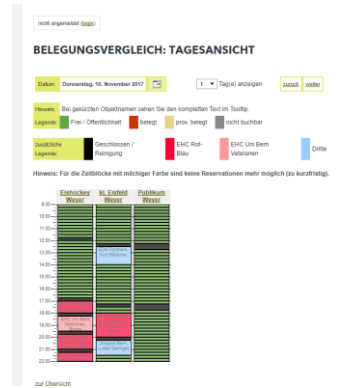 nicht angemeldet (login)
BELEGUNGSVERGLEICH: TAGESANSICHT
Datum: Donnerstag, 16. November 2017 1 Tag(e) anzeigen zurück weiter
Hinweis: Bei gekürzten Objektnamen sehen Sie den kompletten Text im Tooltip.
Legende: Frei / Öffentlichkeit belegt prov. belegt nicht buchbar
zusätzliche Legende: Geschlossen / Reinigung EHC Rot-Blau EHC Uni Bern Veteranen Dritte
Hinweis: Für die Zeitblöcke mit milchiger Farbe sind keine Reservationen mehr möglich (zu kurzfristig).
Eishockey Weyer kl. Eisfeld Weyer Publikum Weyer
9.00
10.00
11.00
12.00
13.00
14.00
15.00
16.00
17.00
18.00
EHC Uni Bern
Veteranen
19.00
20.00
21.00
22.00
zur Übersicht